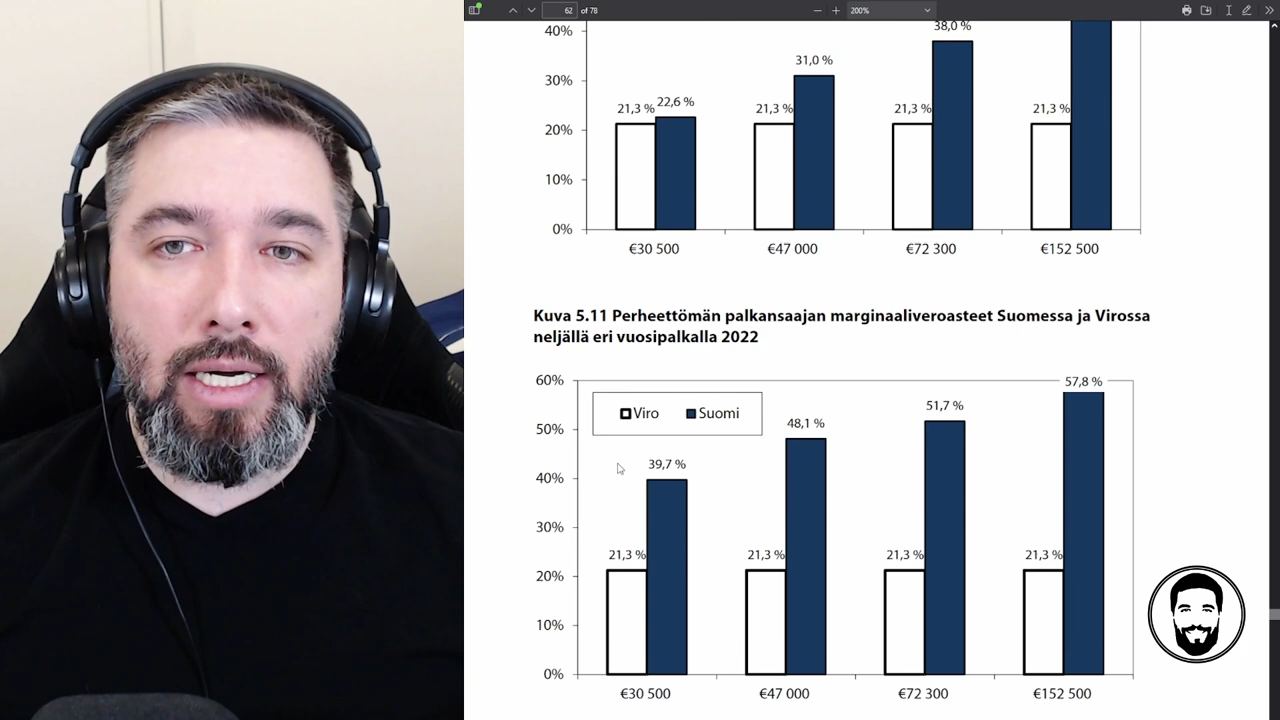 62 of 78
200%
40%
38,0 %
30%
31,0 %
21,3 % 22,6 %
21,3 %
21,3 %
21,3 %
20%
10%
0%
€30 500 €47 000 €72 300 €152 500
Kuva 5.11 Perheettömän palkansaajan marginaaliveroasteet Suomessa ja Virossa
neljällä eri vuosipalkalla 2022
60%
57,8 %
Viro Suomi
51,7 %
50%
48,1 %
39,7 %
40%
30%
21,3 % 21,3 % 21,3 % 21,3 %
20%
10%
0%
€30 500 €47 000 €72 300 €152 500